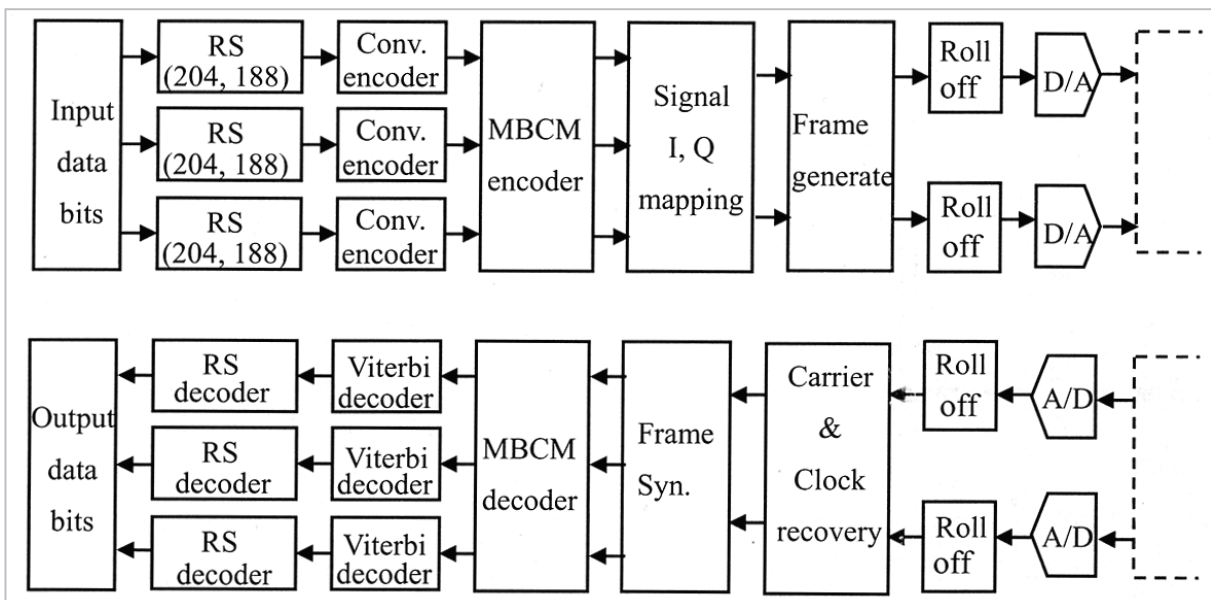 Input
data
bits
RS
(204, 188)
RS
(204, 188)
RS
(204, 188)
Conv.
encoder
Conv.
encoder
Conv.
encoder
MBCM
encoder
Signal
I, Q
mapping
Frame
generate
Roll
off
Roll
off
D/A
D/A
Output
data
bits
RS
decoder
RS
decoder
RS
decoder
Viterbi
decoder
Viterbi
decoder
Viterbi
decoder
MBCM
decoder
Frame
Syn.
Carrier
&
Clock
recovery
Roll
off
Roll
off
A/D
A/D